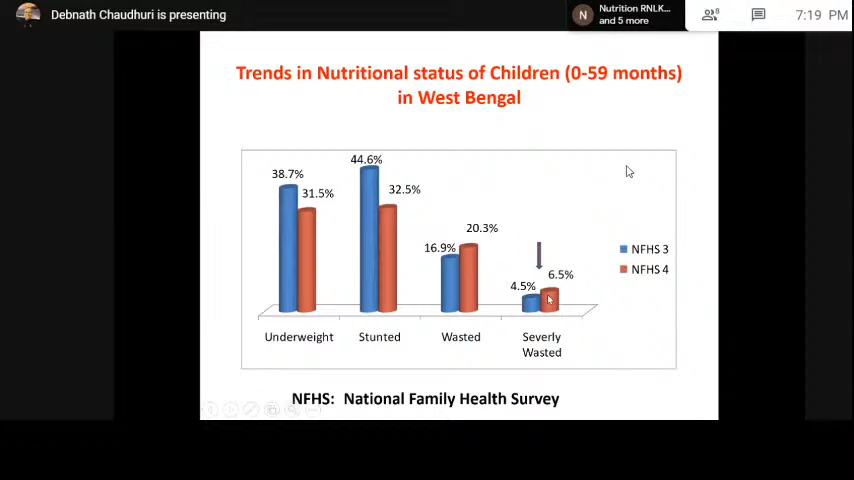 Debnath Chaudhuri is presenting
N
Nutrition RNLK...
and 5 more
8
7:19 PM
Trends in Nutritional status of Children (0-59 months)
in West Bengal
38.7%
31.5%
44.6%
32.5%
16.9%
20.3%
4.5%
6.5%
NFHS 3
NFHS 4
Underweight
Stunted
Wasted
Severly
Wasted
NFHS: National Family Health Survey